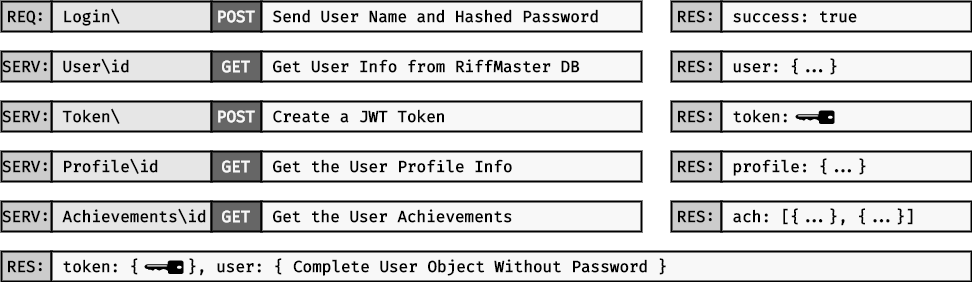 REQ: Login\ POST Send User Name and Hashed Password RES: success: true
SERV: User\id GET Get User Info from RiffMaster DB RES: user: {...}
SERV: Token\ POST Create a JWT Token RES: token:
SERV: Profile\id GET Get the User Profile Info RES: profile: {...}
SERV: Achievements\id GET Get the User Achievements RES: ach: [{...}, {...}]
RES: token: { }, user: { Complete User Object Without Password }